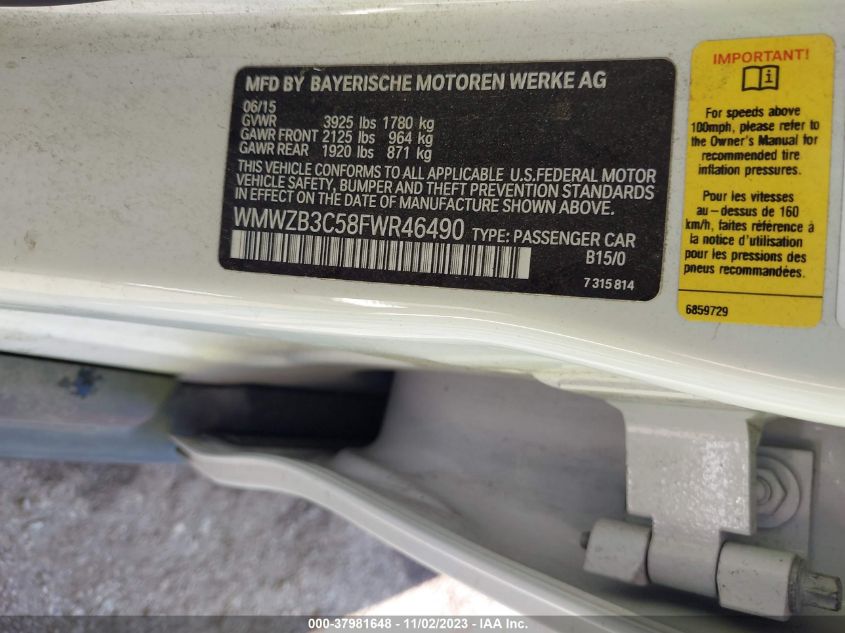 MFD BY BAYERISCHE MOTOREN WERKE AG
06/15
GVWR 3925 lbs 1780 kg
GAWR FRONT 2125 lbs 964 kg
GAWR REAR 1920 lbs 871 kg
THIS VEHICLE CONFORMS TO ALL APPLICABLE U.S.FEDERAL MOTOR
VEHICLE SAFETY, BUMPER AND THEFT PREVENTION STANDARDS
IN EFFECT ON THE DATE OF MANUFACTURE SHOWN ABOVE.
WMWZB3C58FWR46490 TYPE: PASSENGER CAR
B15/0
7 315 814
IMPORTANT!
For speeds above
100mph, please refer to
the Owner's Manual for
recommended tire
inflation pressures.
Pour les vitesses
au-dessus de 160
km/h, faites référence à
la notice d'utilisation
pour les pressions des
pneus recommandées.
6859729
000-37981648 - 11/02/2023 - IAA Inc.